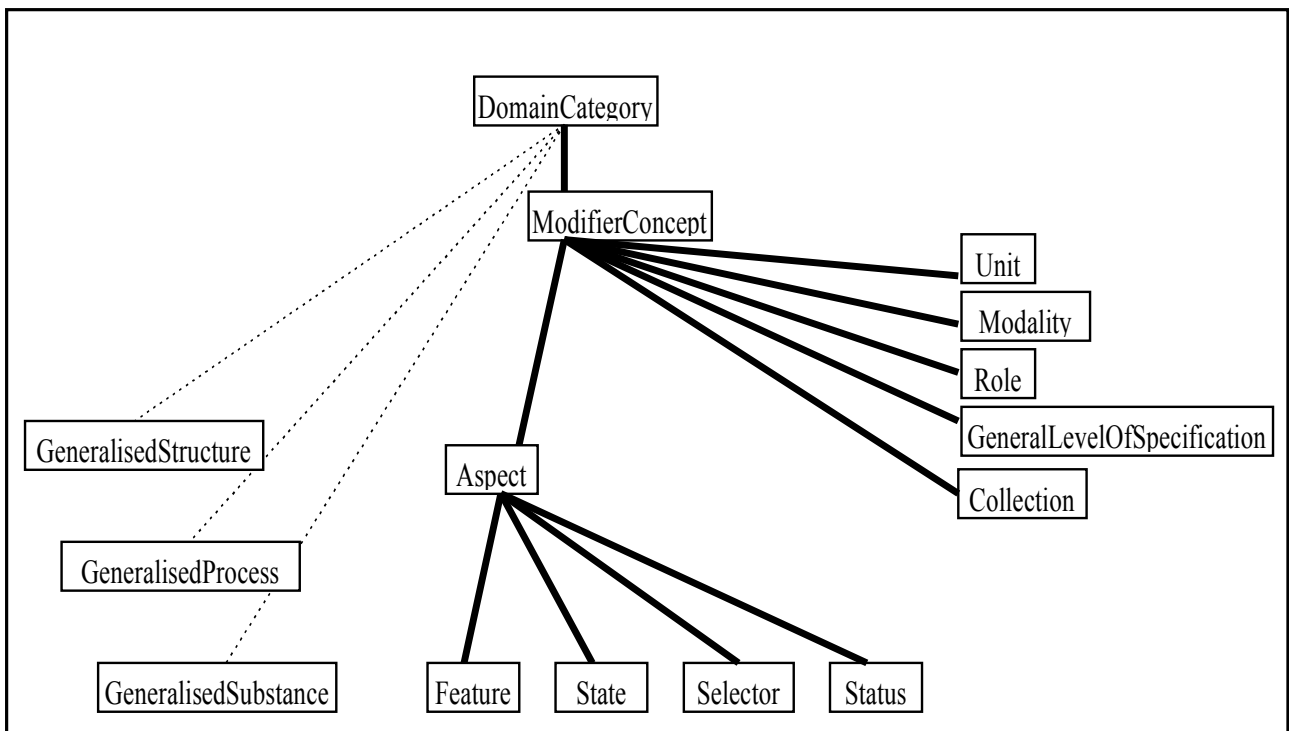 DomainCategory
ModifierConcept
Unit
Modality
Role
GeneralLevelOfSpecification
Collection
GeneralisedStructure
Aspect
GeneralisedProcess
GeneralisedSubstance
Feature
State
Selector
Status